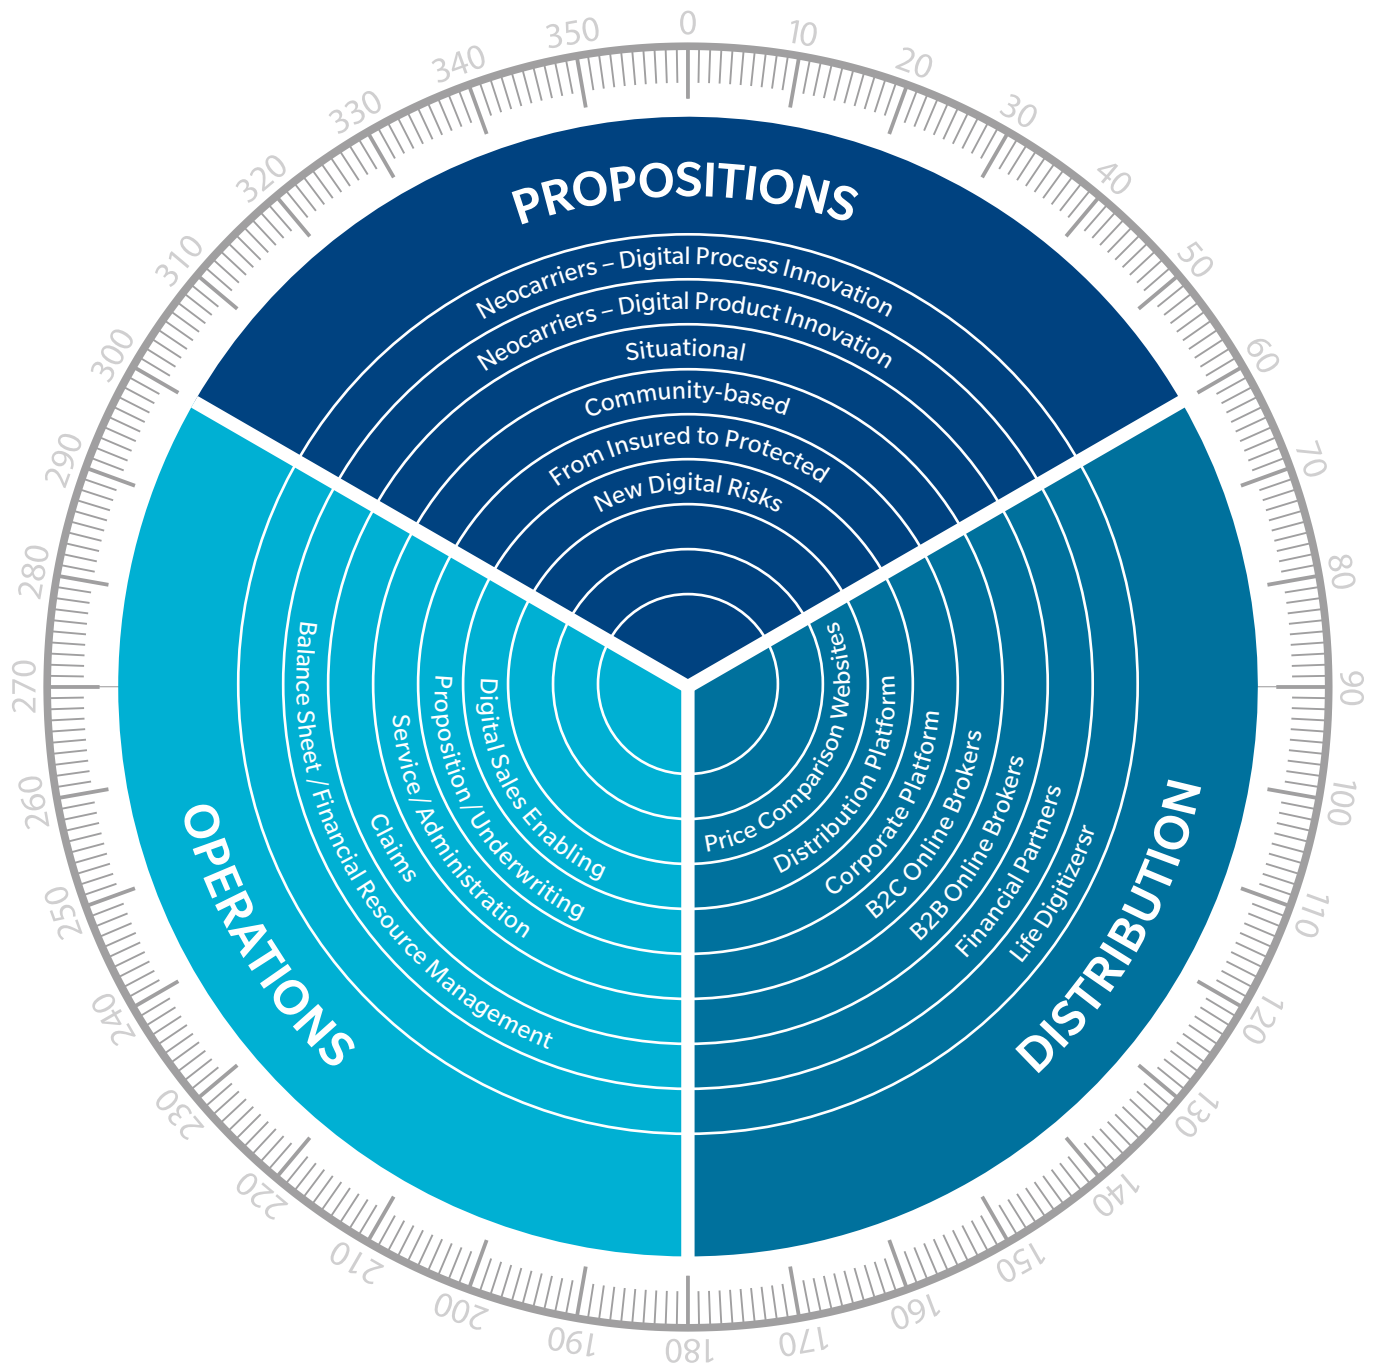 0
10
20
30
40
50
60
70
80
90
100
110
120
130
140
150
160
170
180
190
200
210
220
230
240
250
260
270
280
290
300
310
320
330
340
350
PROPOSITIONS
Neocarriers – Digital Process Innovation
Neocarriers – Digital Product Innovation
Situational
Community-based
From Insured to Protected
New Digital Risks
DISTRIBUTION
Price Comparison Websites
Distribution Platform
Corporate Platform
B2C Online Brokers
B2B Online Brokers
Financial Partners
Life Digitizersr
OPERATIONS
Balance Sheet / Financial Resource Management
Claims
Service / Administration
Proposition / Underwriting
Digital Sales Enabling